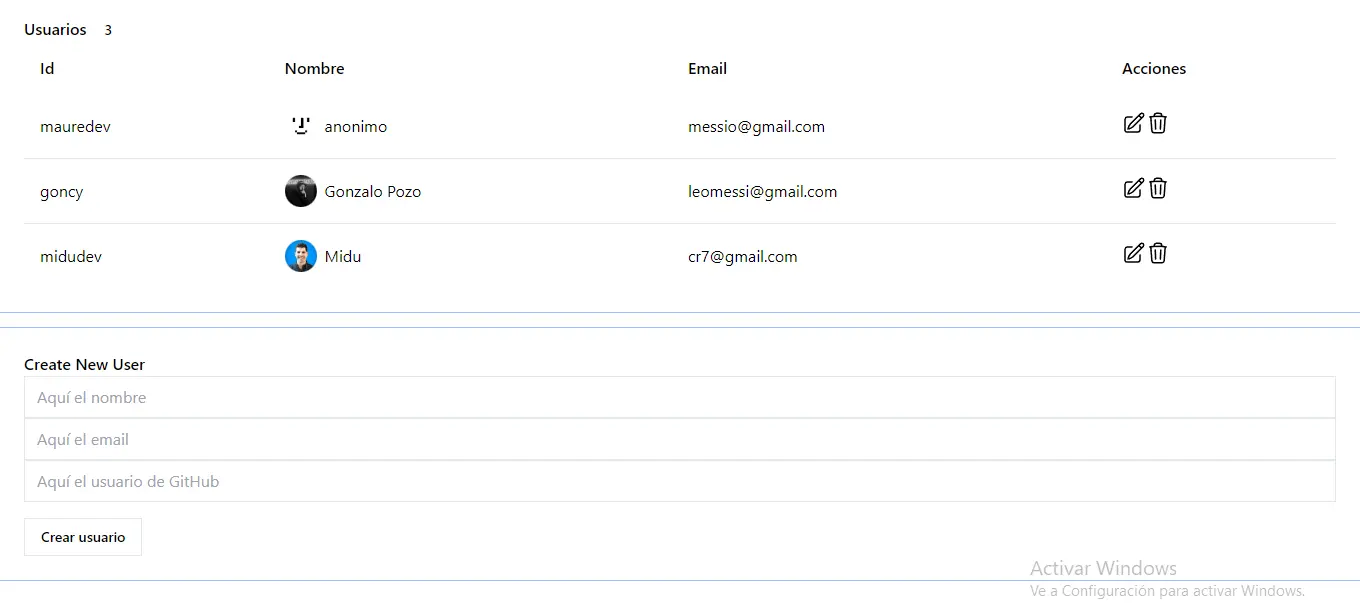 Usuarios 3
Id Nombre Email Acciones
mauredev anonimo messio@gmail.com
goncy Gonzalo Pozo leomessi@gmail.com
midudev Midu cr7@gmail.com
Create New User
Aquí el nombre
Aquí el email
Aquí el usuario de GitHub
Crear usuario
Activar Windows
Ve a Configuración para activar Windows.